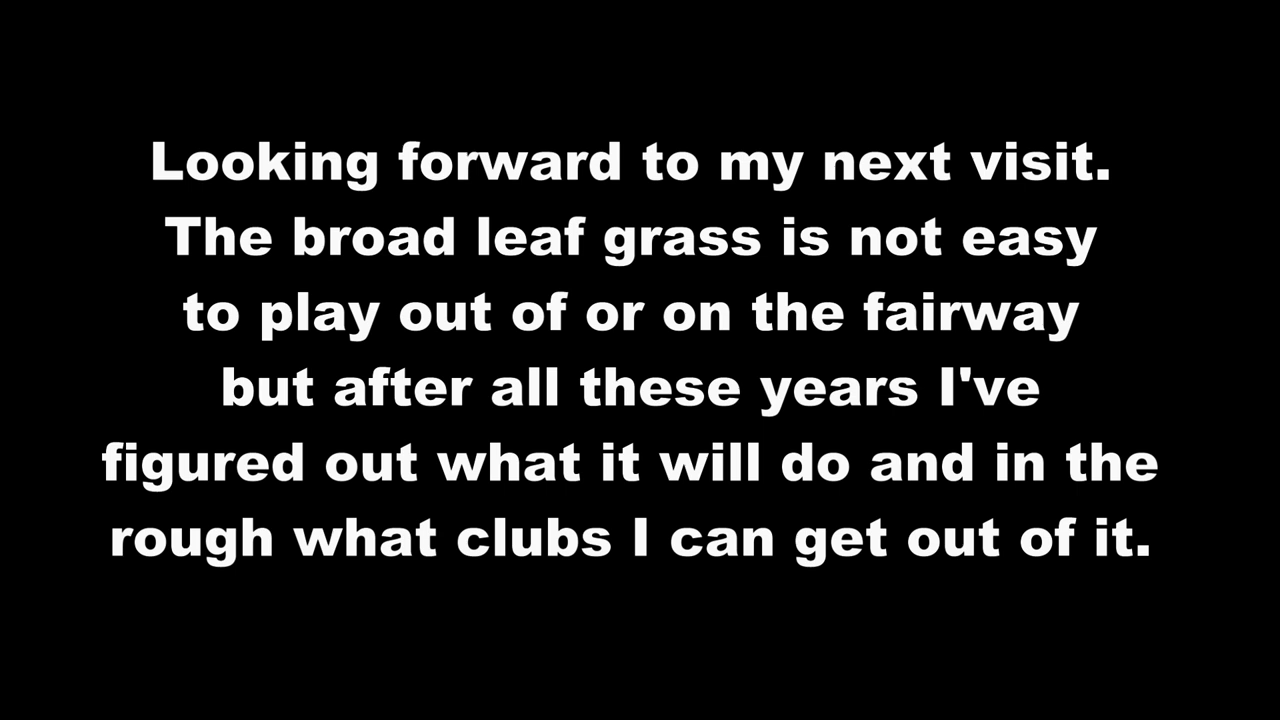 Looking forward to my next visit.
The broad leaf grass is not easy
to play out of or on the fairway
but after all these years I've
figured out what it will do and in the
rough what clubs I can get out of it.